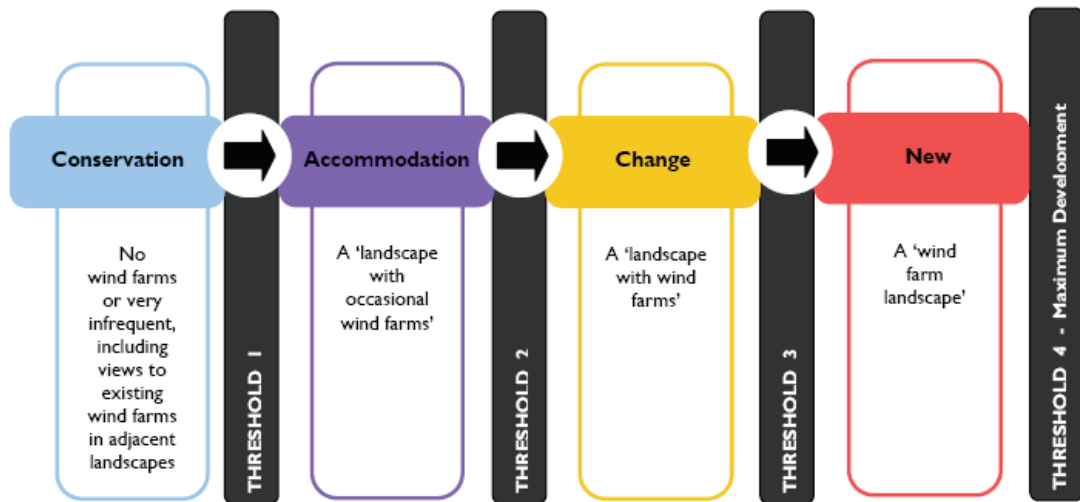 Conservation
No
wind farms
or very
infrequent,
including
views to
existing
wind farms
in adjacent
landscapes
THRESHOLD 1
Accommodation
A ‘landscape
with
occasional
wind farms’
THRESHOLD 2
Change
A ‘landscape
with wind
farms’
THRESHOLD 3
New
A ‘wind
farm
landscape’
THRESHOLD 4 - Maximum Development